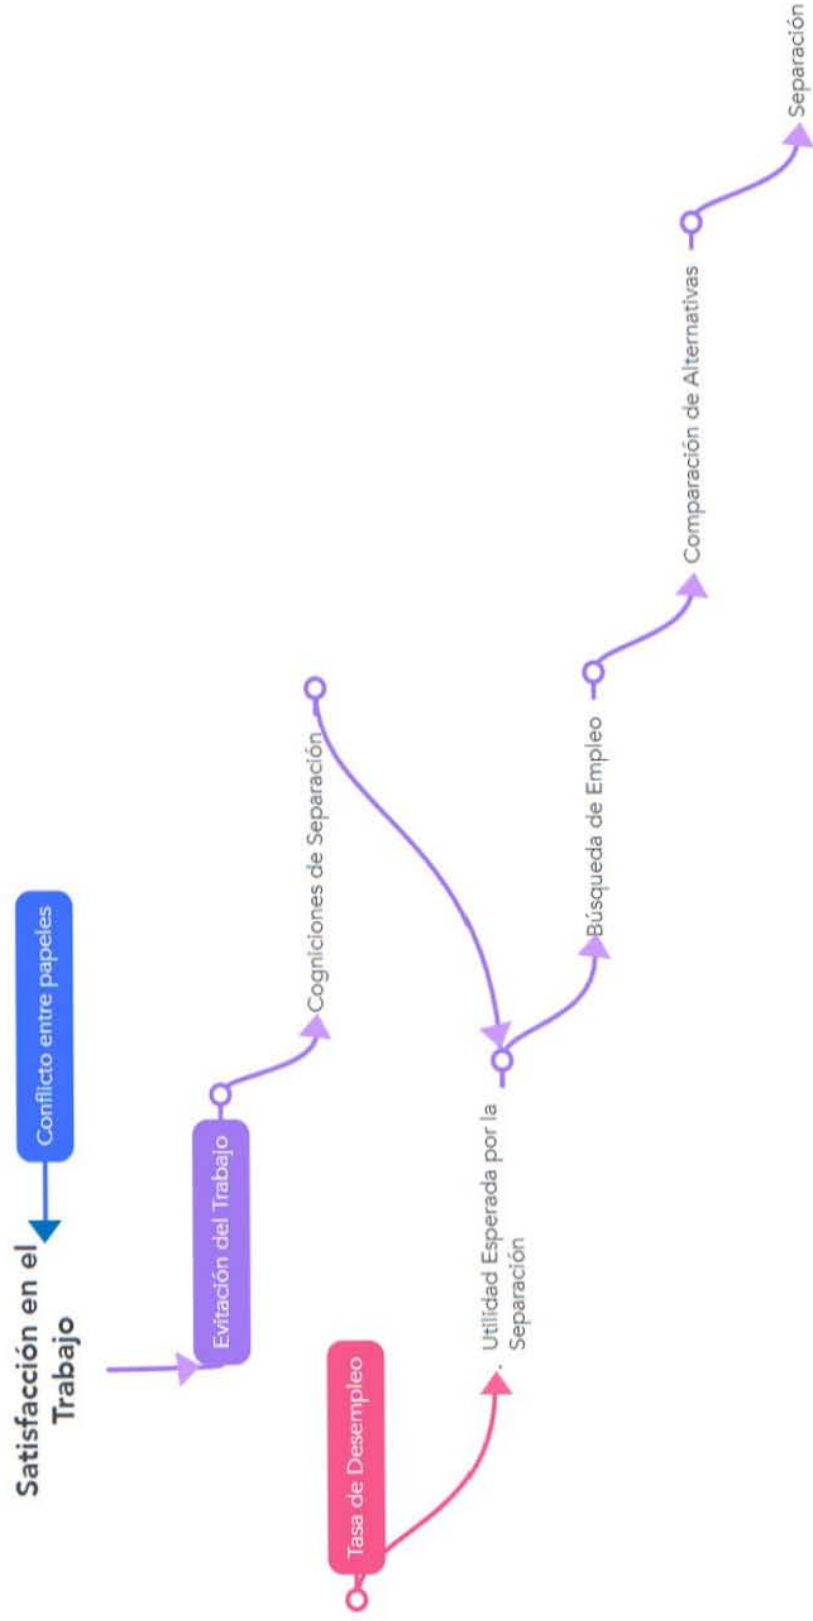 Satisfacción en el
Trabajo
Conflicto entre papeles
Evitación del Trabajo
Cogniciones de Separación
Tasa de Desempleo
. Utilidad Esperada por la
Separación
Búsqueda de Empleo
Comparación de Alternativas
Separación